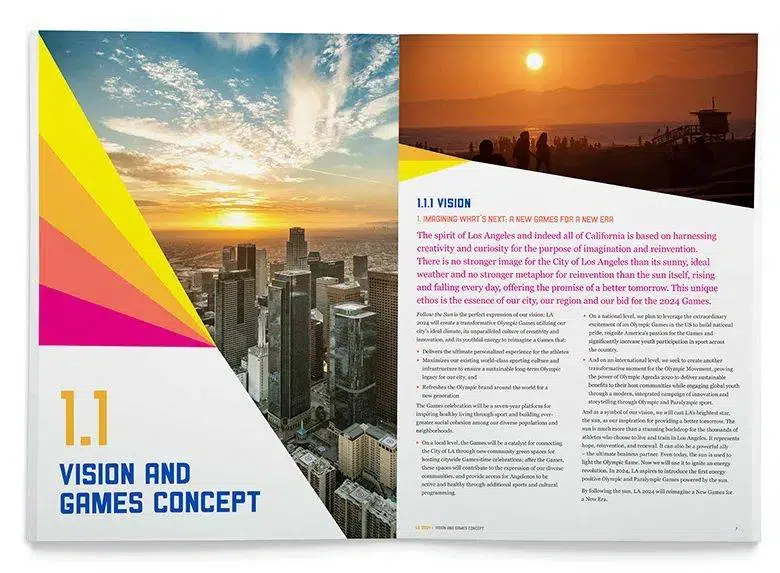 1.1
VISION AND
GAMES CONCEPT
1.1.1 VISION
1. IMAGINING WHAT'S NEXT: A NEW GAMES FOR A NEW ERA
The spirit of Los Angeles and indeed all of California is based on harnessing
creativity and curiosity for the purpose of imagination and reinvention.
There is no stronger image for the City of Los Angeles than its sunny, ideal
weather and no stronger metaphor for reinvention than the sun itself, rising
and falling every day, offering the promise of a better tomorrow. This unique
ethos is the essence of our city, our region and our bid for the 2024 Games.
Follow the Sun is the perfect expression of our vision: LA
2024 will create a transformative Olympic Games utilizing our
city's ideal climate, its unparalleled culture of creativity and
innovation, and its youthful energy to reimagine a Games that:
• Delivers the ultimate personalized experience for the athletes
• Maximizes our existing world-class sporting culture and
infrastructure to ensure a sustainable long-term Olympic
legacy for our city, and
• Refreshes the Olympic brand around the world for a
new generation
The Games celebration will be a seven-year platform for
inspiring healthy living through sport and building ever-
greater social cohesion among our diverse populations and
neighborhoods.
• On a local level, the Games will be a catalyst for connecting
the City of LA through new community green spaces for
hosting citywide Games-time celebrations; after the Games,
these spaces will contribute to the expression of our diverse
communities, and provide access for Angelenos to be
active and healthy through additional sports and cultural
programming.
• On a national level, we plan to leverage the extraordinary
excitement of an Olympic Games in the US to build national
pride, reignite America's passion for the Games and
significantly increase youth participation in sport across
the country.
• And on an international level, we seek to create another
transformative moment for the Olympic Movement, proving
the power of Olympic Agenda 2020 to deliver sustainable
benefits to their host communities while engaging global youth
through a modern, integrated campaign of innovation and
storytelling through Olympic and Paralympic sport.
And as a symbol of our vision, we will cast LA's brightest star,
the sun, as our inspiration for providing a better tomorrow. The
sun is much more than a stunning backdrop for the thousands of
athletes who choose to live and train in Los Angeles. It represents
hope, reinvention, and renewal. It can also be a powerful ally
– the ultimate business partner. Even today, the sun is used to
light the Olympic flame. Now we will use it to ignite an energy
revolution. In 2024, LA aspires to introduce the first energy
positive Olympic and Paralympic Games powered by the sun.
By following the sun, LA 2024 will reimagine a New Games for
a New Era.
LA 2024 | VISION AND GAMES CONCEPT
7